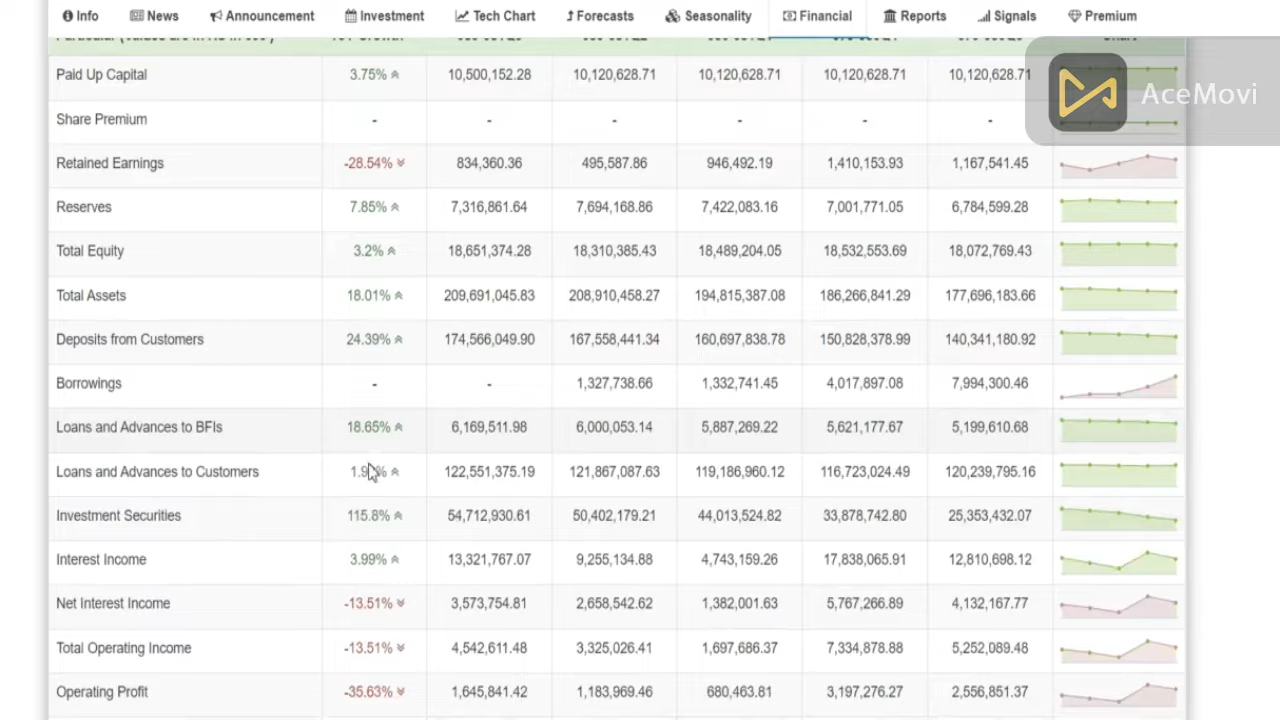 Info News Announcement Investment Tech Chart Forecasts Seasonality Financial Reports Signals Premium
AceMovi
Paid Up Capital 3.75% 10,500,152.28 10,120,628.71 10,120,628.71 10,120,628.71 10,120,628.71
Share Premium - - - - - -
Retained Earnings -28.54% 834,360.36 495,587.86 946,492.19 1,410,153.93 1,167,541.45
Reserves 7.85% 7,316,861.64 7,694,168.86 7,422,083.16 7,001,771.05 6,784,599.28
Total Equity 3.2% 18,651,374.28 18,310,385.43 18,489,204.05 18,532,553.69 18,072,769.43
Total Assets 18.01% 209,691,045.83 208,910,458.27 194,815,387.08 186,266,841.29 177,696,183.66
Deposits from Customers 24.39% 174,566,049.90 167,558,441.34 160,697,838.78 150,828,378.99 140,341,180.92
Borrowings - - 1,327,738.66 1,332,741.45 4,017,897.08 7,994,300.46
Loans and Advances to BFIs 18.65% 6,169,511.98 6,000,053.14 5,887,269.22 5,621,177.67 5,199,610.68
Loans and Advances to Customers 122,551,375.19 121,867,087.63 119,186,960.12 116,723,024.49 120,239,795.16
Investment Securities 115.8% 54,712,930.61 50,402,179.21 44,013,524.82 33,878,742.80 25,353,432.07
Interest Income 3.99% 13,321,767.07 9,255,134.88 4,743,159.26 17,838,065.91 12,810,698.12
Net Interest Income -13.51% 3,573,754.81 2,658,542.62 1,382,001.63 5,767,266.89 4,132,167.77
Total Operating Income -13.51% 4,542,611.48 3,325,026.41 1,697,686.37 7,334,878.88 5,252,089.48
Operating Profit -35.63% 1,645,841.42 1,183,969.46 680,463.81 3,197,276.27 2,556,851.37